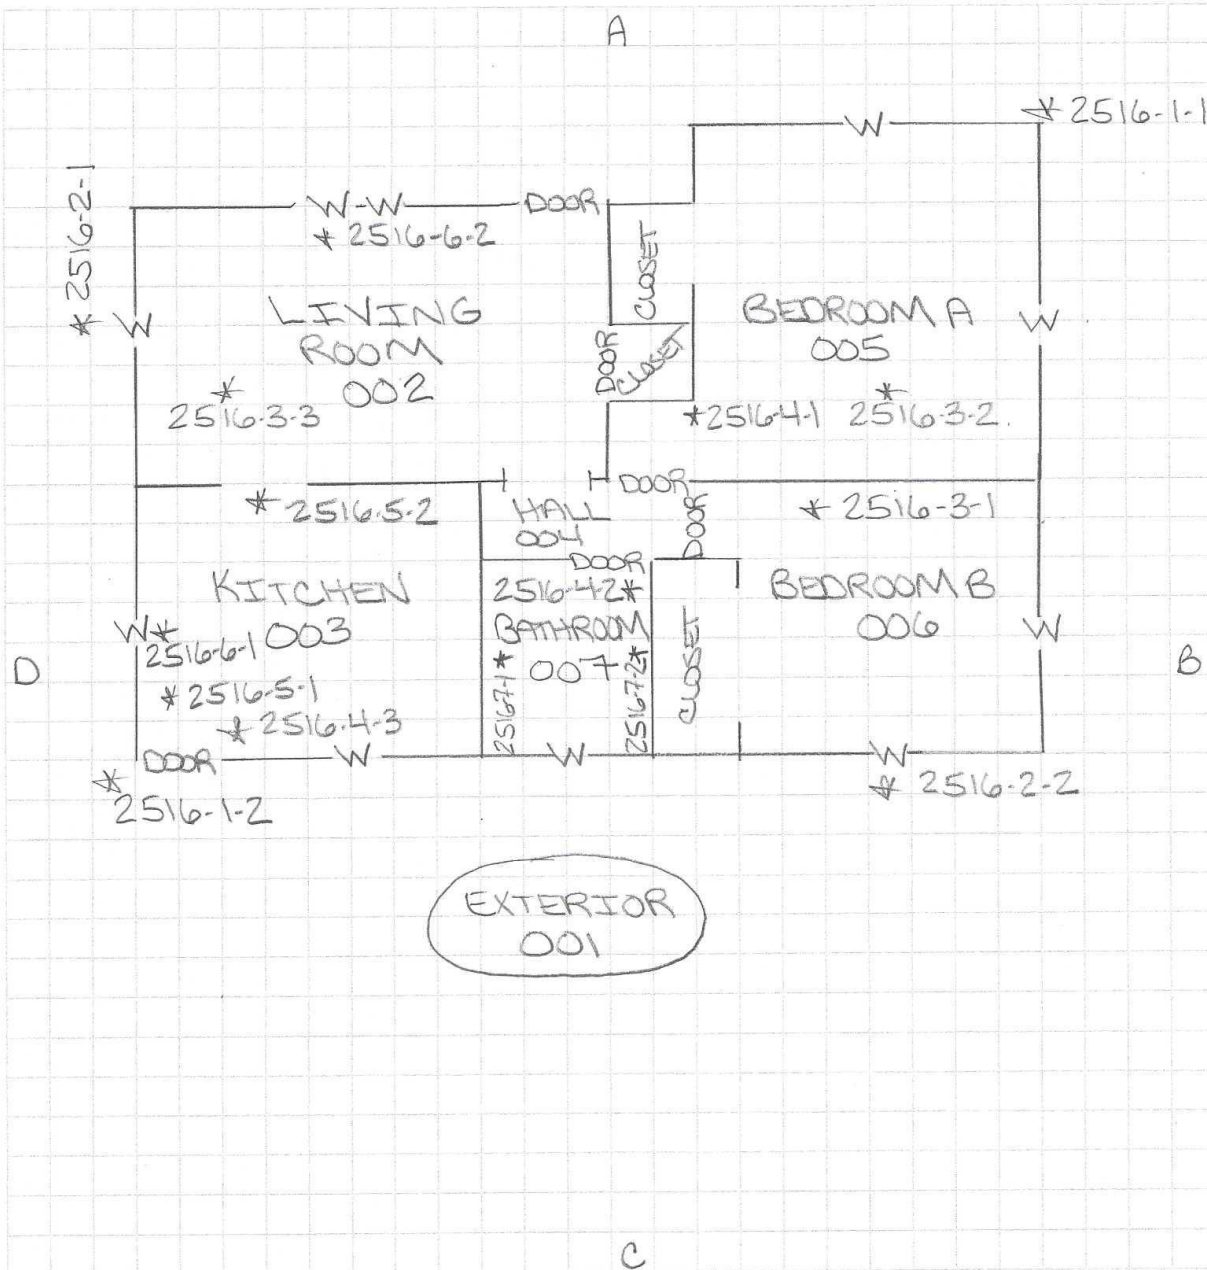 A
* 2516-1-1
W
* 2516-2-1
W-W
DOOR
* 2516-6-2
CLOSET
LIVING
ROOM
002
W
BEDROOM A
005
W
DOOR
CLOSET
*
2516-3-3
*2516-4-1
*
2516-3-2.
DOOR
* 2516-5-2
HALL
004
DOOR
* 2516-3-1
DOOR
KITCHEN
003
2516-4-2*
BATHROOM
007
BEDROOM B
006
W*
2516-6-1
W
D
B
* 2516-5-1
* 2516-4-3
2516-7-1*
2516-7-2*
CLOSET
DOOR
W
W
W
*
2516-1-2
* 2516-2-2
EXTERIOR
001
C